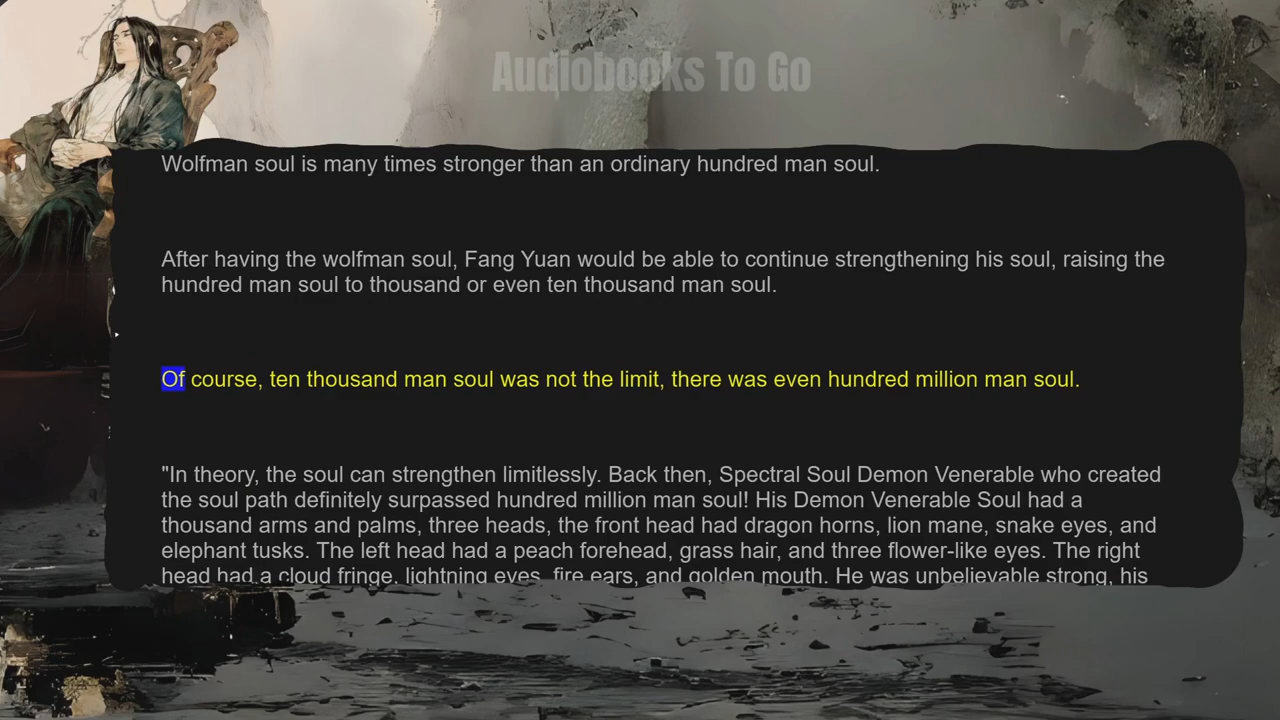 Audiobooks To Go
Wolfman soul is many times stronger than an ordinary hundred man soul.
After having the wolfman soul, Fang Yuan would be able to continue strengthening his soul, raising the
hundred man soul to thousand or even ten thousand man soul.
Of course, ten thousand man soul was not the limit, there was even hundred million man soul.
"In theory, the soul can strengthen limitlessly. Back then, Spectral Soul Demon Venerable who created
the soul path definitely surpassed hundred million man soul! His Demon Venerable Soul had a
thousand arms and palms, three heads, the front head had dragon horns, lion mane, snake eyes, and
elephant tusks. The left head had a peach forehead, grass hair, and three flower-like eyes. The right
head had a cloud fringe, lightning eyes, fire ears, and golden mouth. He was unbelievable strong, his